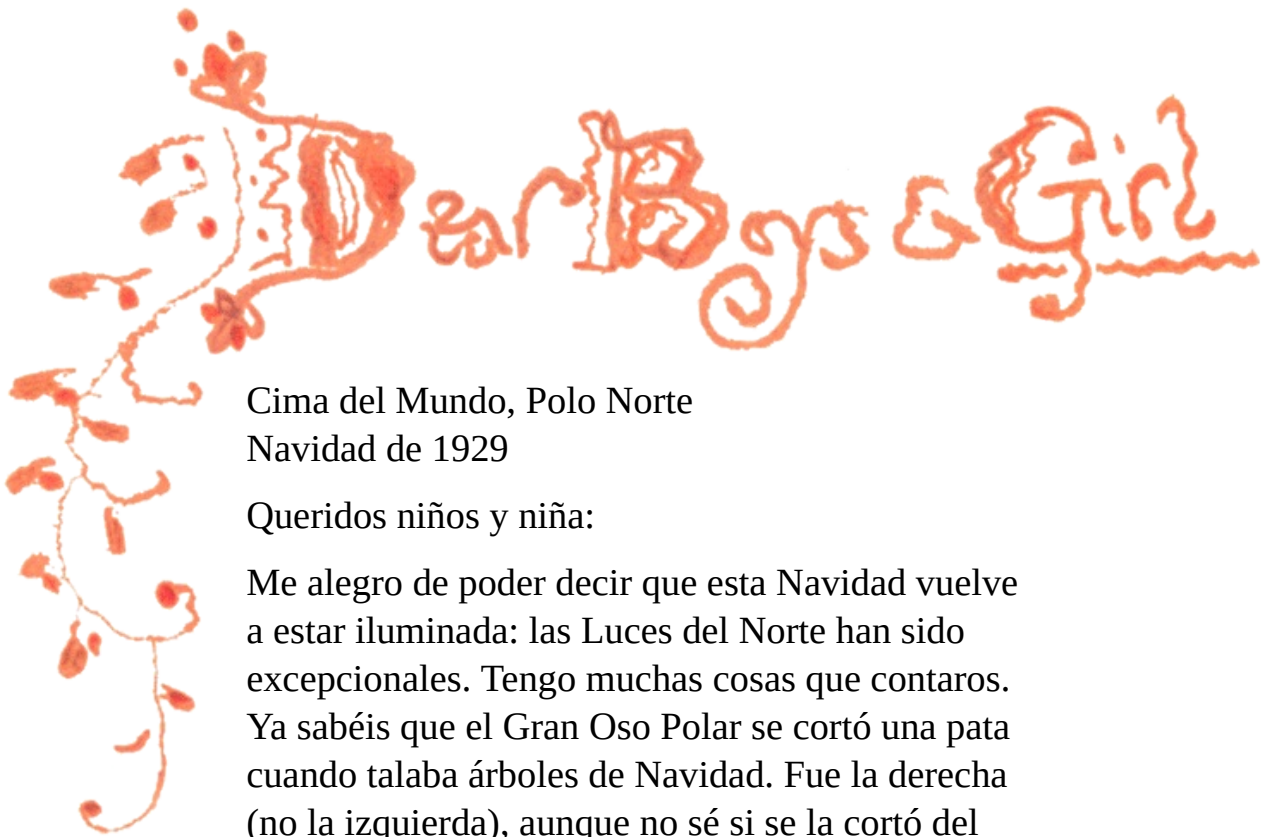 Dear Boys & Girl
Cima del Mundo, Polo Norte
Navidad de 1929
Queridos niños y niña:
Me alegro de poder decir que esta Navidad vuelve
a estar iluminada: las Luces del Norte han sido
excepcionales. Tengo muchas cosas que contaros.
Ya sabéis que el Gran Oso Polar se cortó una pata
cuando talaba árboles de Navidad. Fue la derecha
(no la izquierda), aunque no sé si se la cortó del